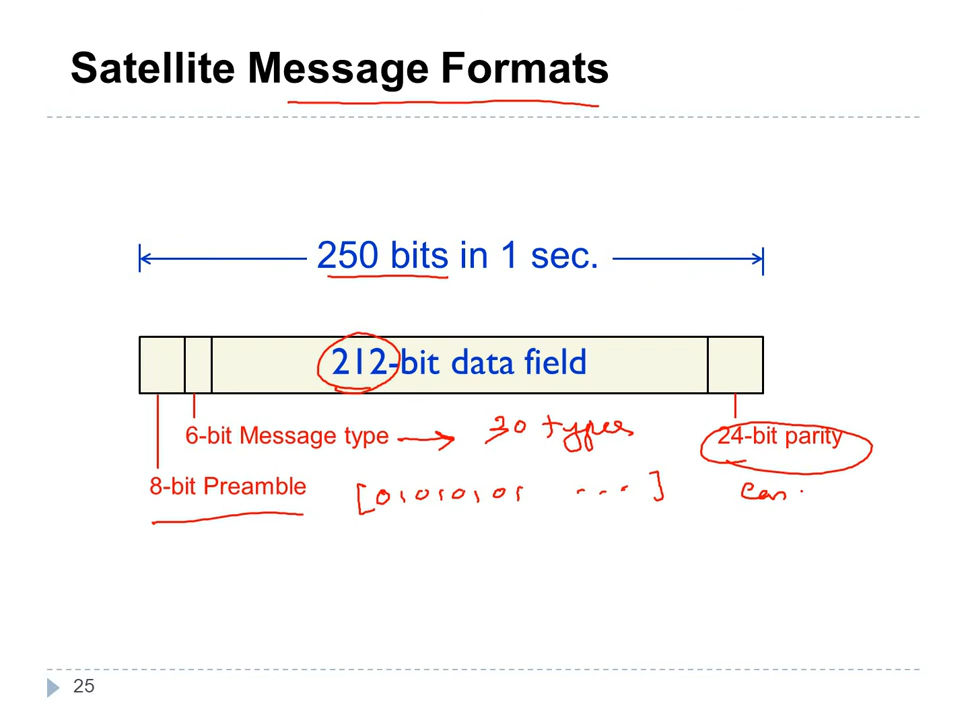 Satellite Message Formats
250 bits in 1 sec.
212-bit data field
6-bit Message type → 30 types
24-bit parity
8-bit Preamble [01010101 ... ]
25